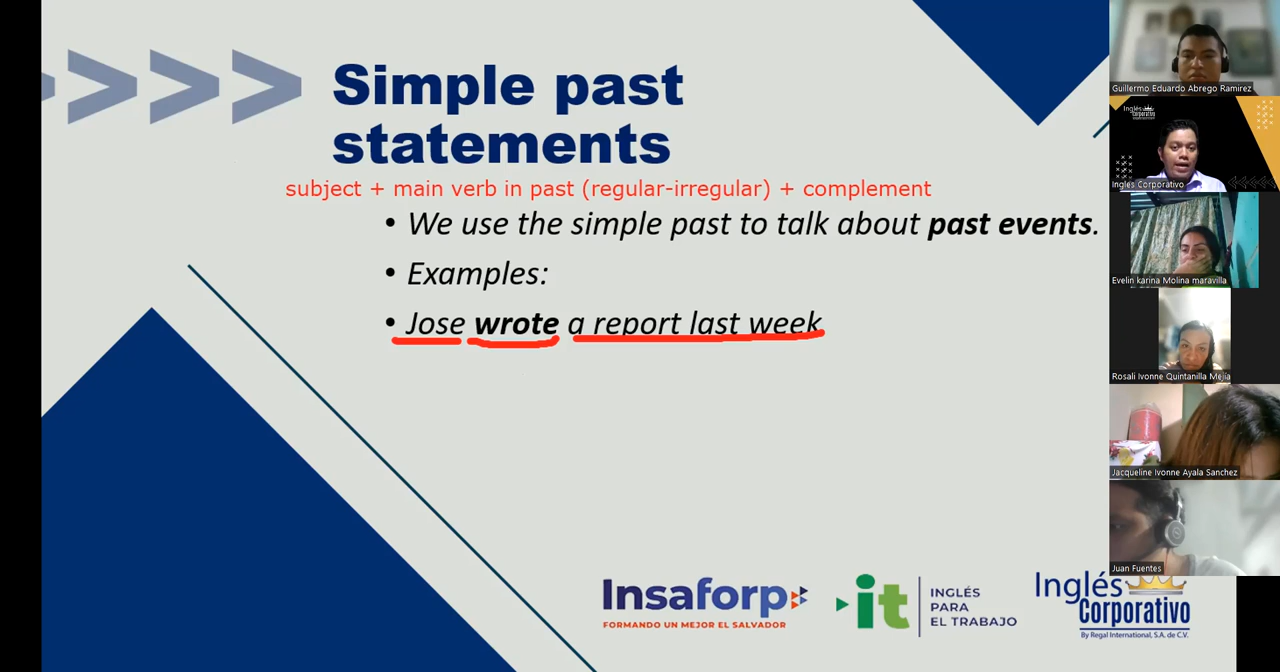 Simple past
statements
subject + main verb in past (regular-irregular) + complement
• We use the simple past to talk about past events.
• Examples:
• Jose wrote a report last week
Insaforp
FORMANDO UN MEJOR EL SALVADOR
it
INGLÉS
PARA
EL TRABAJO
Inglés
Corporativo
By Regal International, S.A. de C.V.
Guillermo Eduardo Abrego Ramirez
Inglés
Corporativo
Inglés Corporativo
Evelin karina Molina maravilla
Rosali Ivonne Quintanilla Mejía
Jacqueline Ivonne Ayala Sanchez
Juan Fuentes